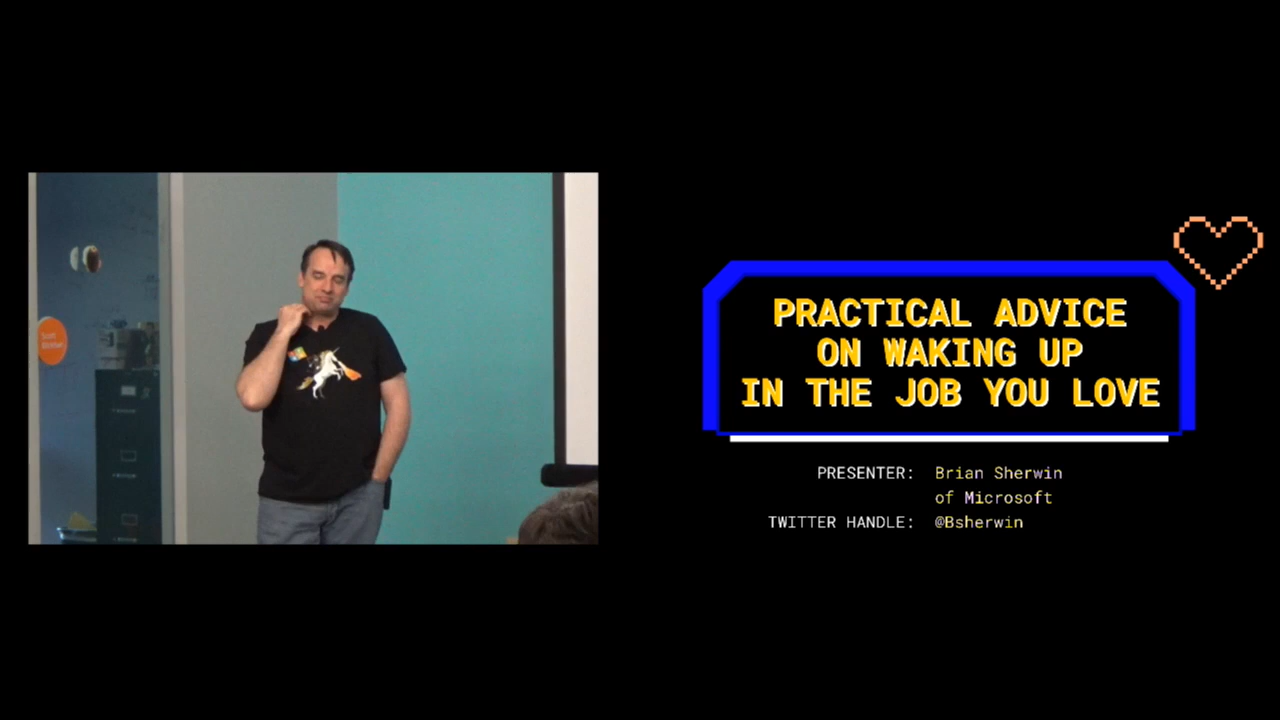 PRACTICAL ADVICE
ON WAKING UP
IN THE JOB YOU LOVE
PRESENTER: Brian Sherwin
of Microsoft
TWITTER HANDLE: @Bsherwin